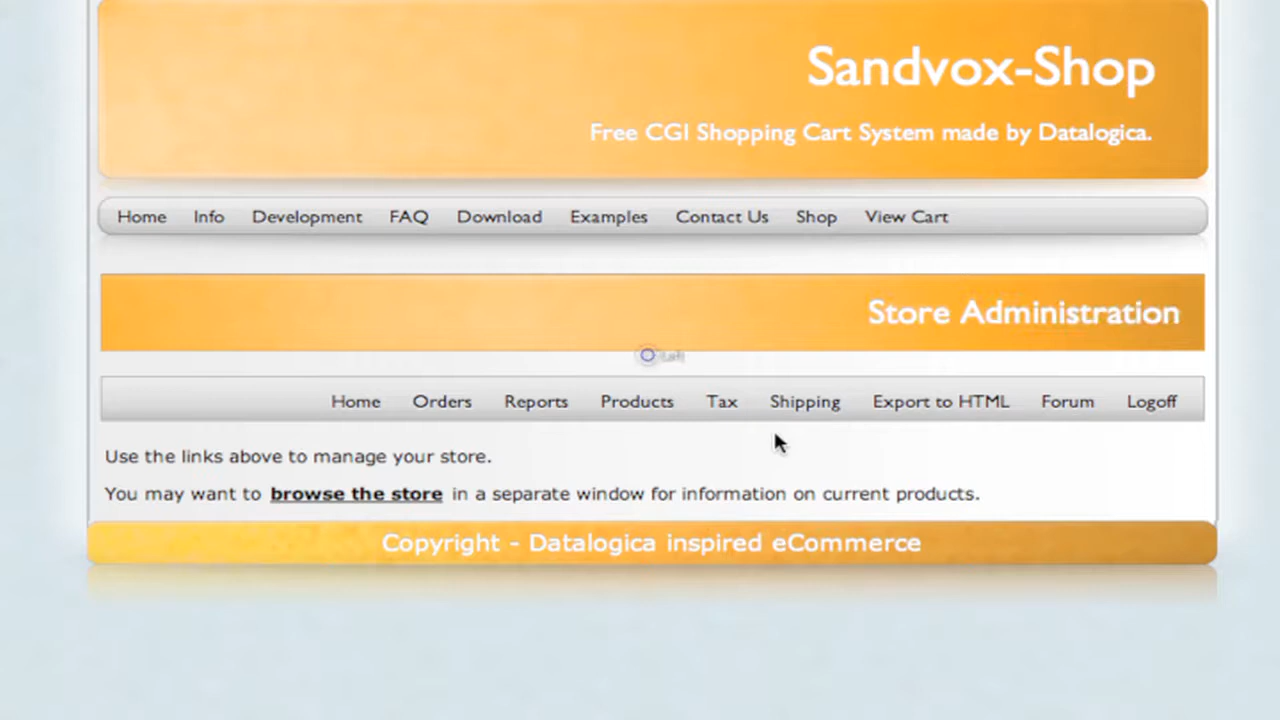 Sandvox-Shop
Free CGI Shopping Cart System made by Datalogica.
Home Info Development FAQ Download Examples Contact Us Shop View Cart
Store Administration
Home Orders Reports Products Tax Shipping Export to HTML Forum Logoff
Use the links above to manage your store.
You may want to browse the store in a separate window for information on current products.
Copyright - Datalogica inspired eCommerce